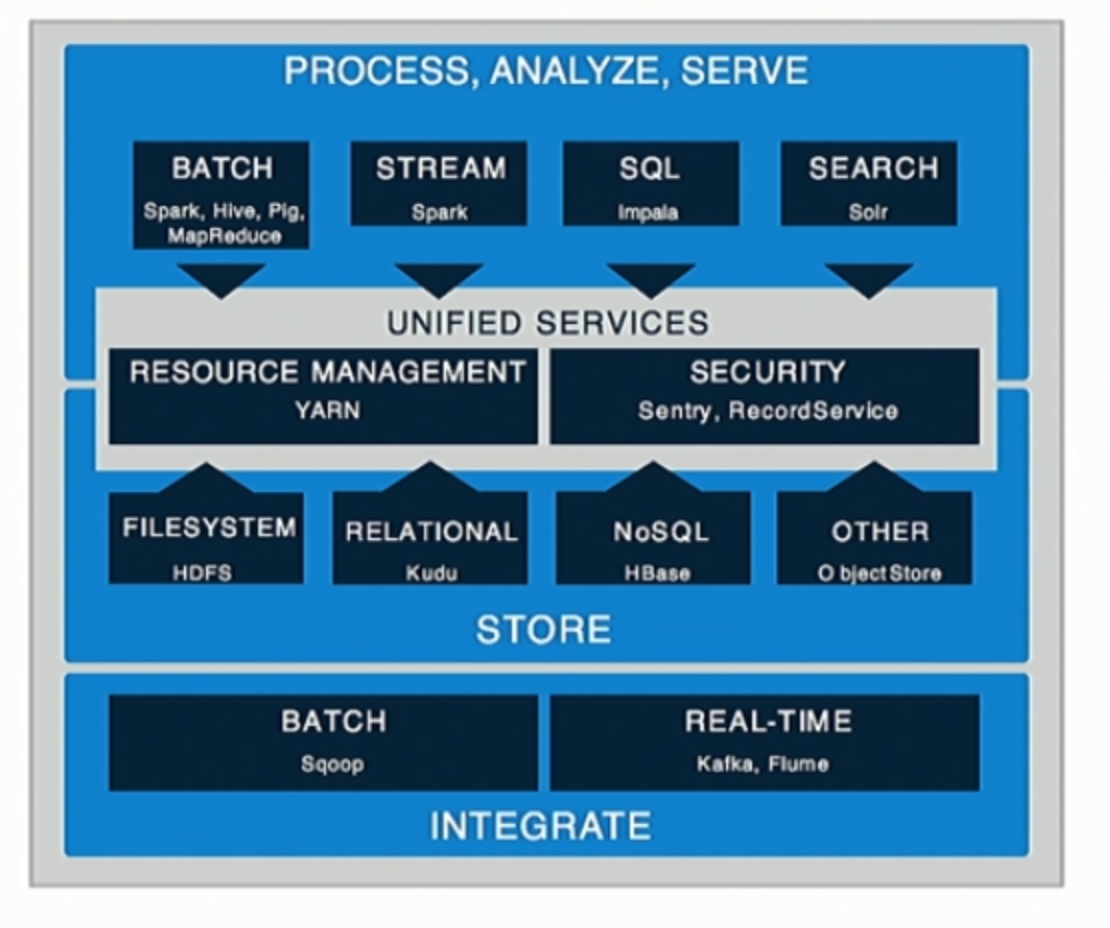 PROCESS, ANALYZE, SERVE
BATCH
Spark, Hive, Pig,
MapReduce
STREAM
Spark
SQL
Impala
SEARCH
Solr
UNIFIED SERVICES
RESOURCE MANAGEMENT
YARN
SECURITY
Sentry, RecordService
FILESYSTEM
HDFS
RELATIONAL
Kudu
NoSQL
HBase
OTHER
O bject Store
STORE
BATCH
Sqoop
REAL-TIME
Kafka, Flume
INTEGRATE